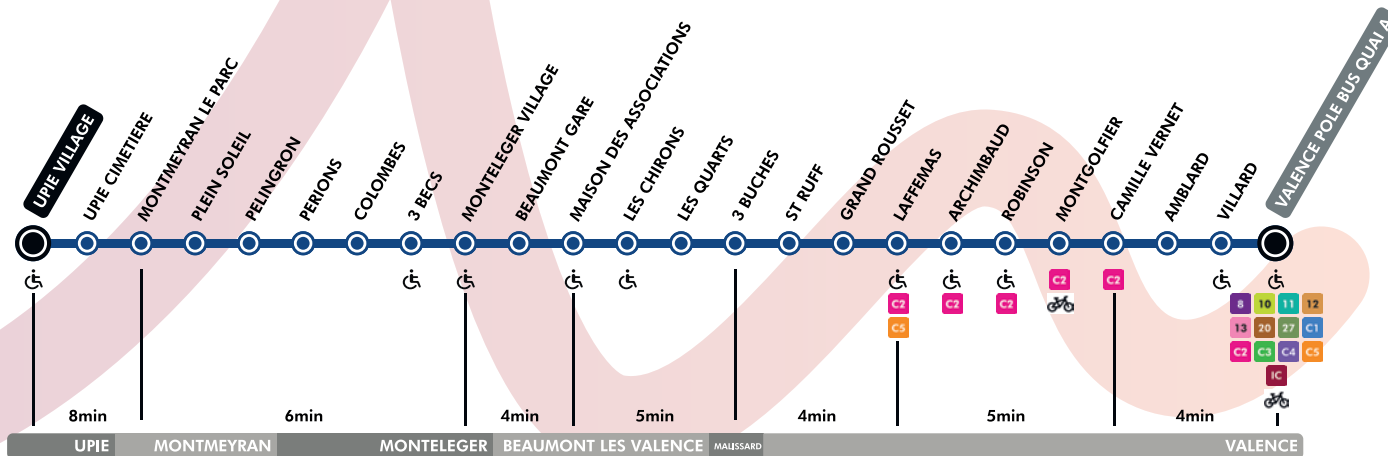 UPIE VILLAGE
UPIE CIMETIERE
MONTMEYRAN LE PARC
PLEIN SOLEIL
PELINGRON
PERIONS
COLOMBES
3 BECS
MONTELEGER VILLAGE
BEAUMONT GARE
MAISON DES ASSOCIATIONS
LES CHIRONS
LES QUARTS
3 BUCHES
ST RUFF
GRAND ROUSSET
LAFFEMAS
ARCHIMBAUD
ROBINSON
MONTGOLFIER
CAMILLE VERNET
AMBLARD
VILLARD
VALENCE POLE BUS QUAI A
C2 C2
C2 C2 C2 8 10 11 12
C5 13 20 27 C1
C2 C3 C4 C5
IC
8min 6min 4min 5min 4min 5min 4min
UPIE MONTMEYRAN MONTELEGER BEAUMONT LES VALENCE MALISSARD VALENCE